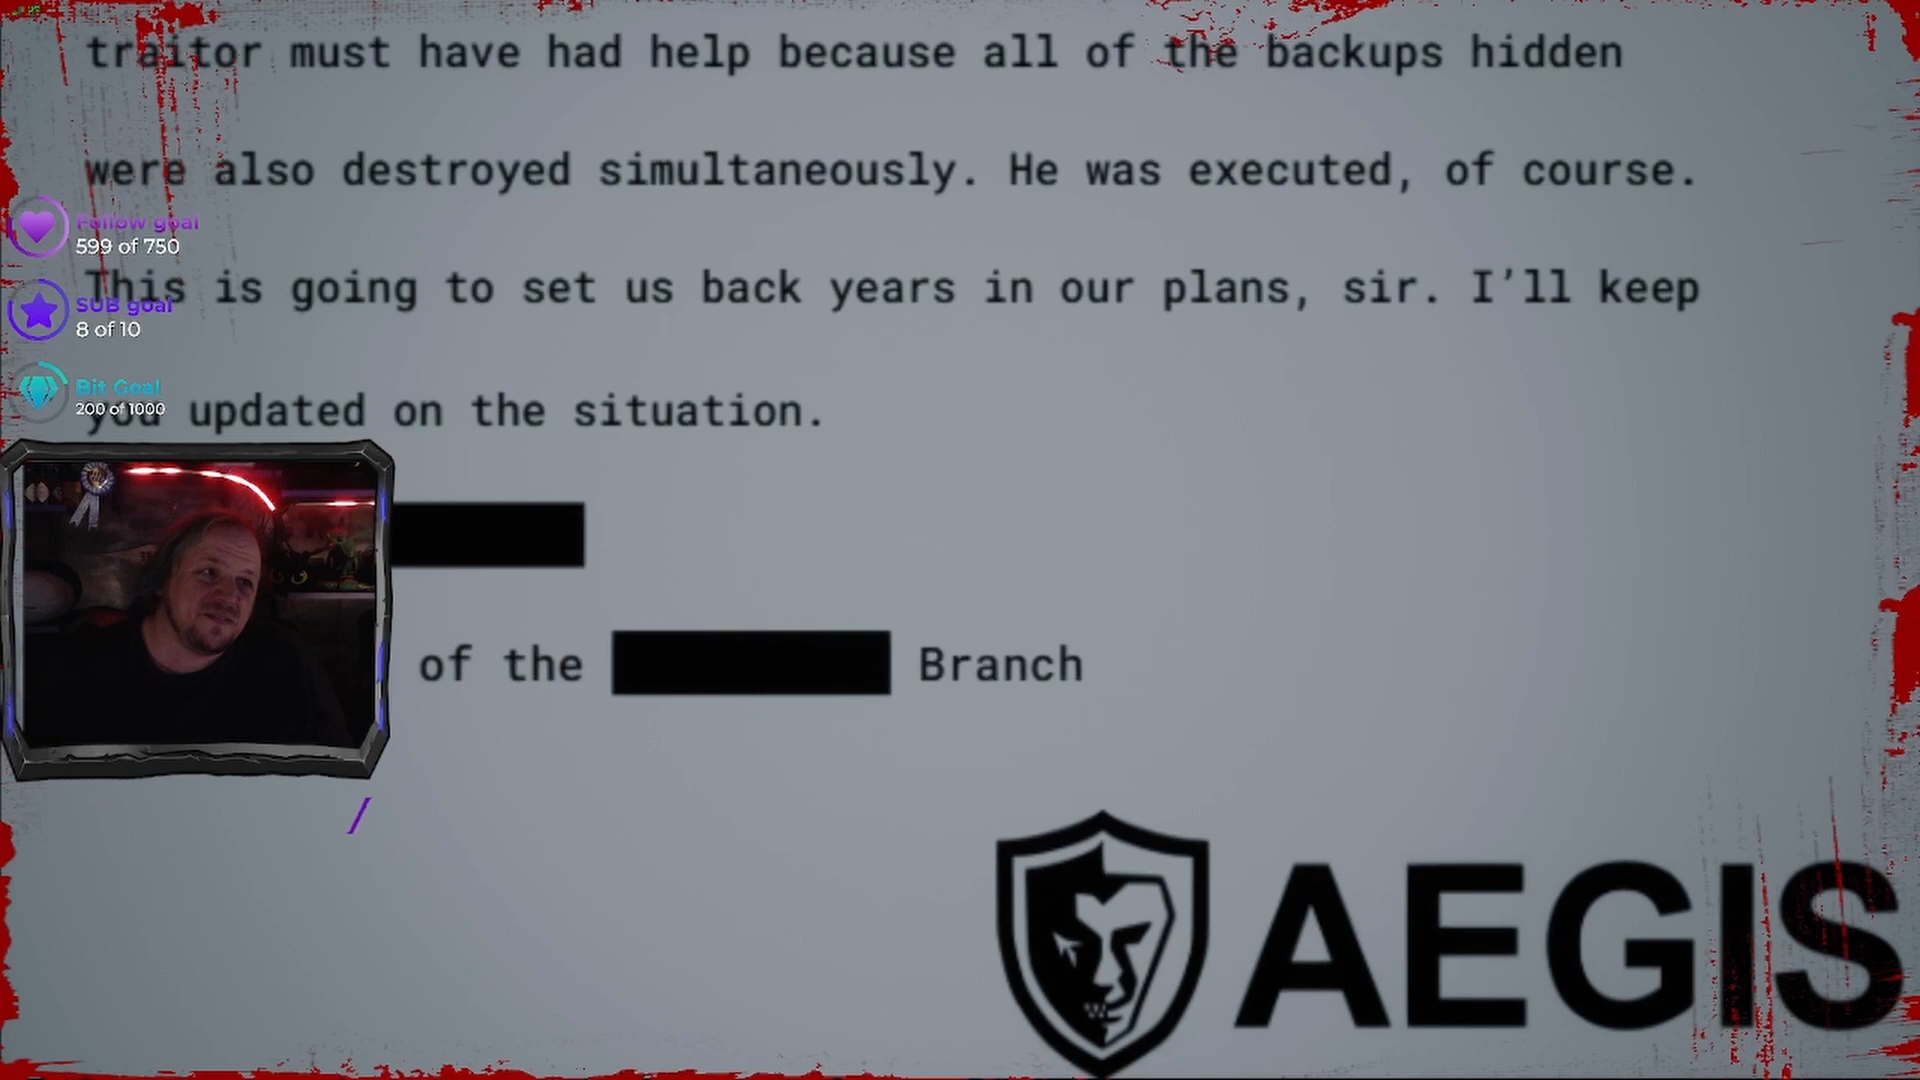 traitor must have had help because all of the backups hidden
were also destroyed simultaneously. He was executed, of course.
Follow goal
599 of 750
This is going to set us back years in our plans, sir. I’ll keep
SUB goal
8 of 10
Bit Goal
200 of 1000
you updated on the situation.
of the Branch
/
AEGIS